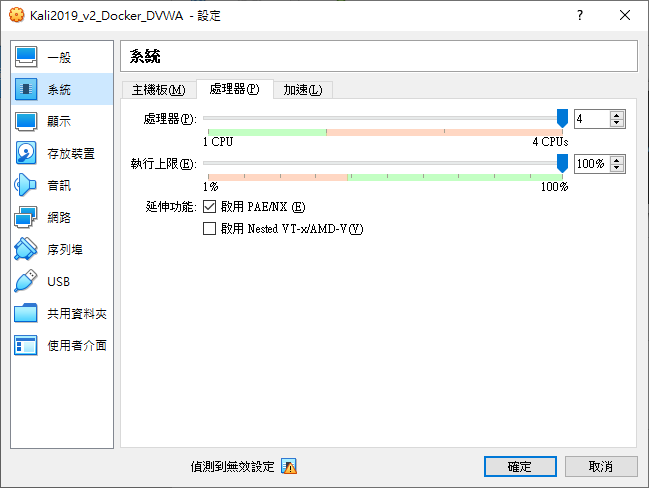 Kali2019_v2_Docker_DVWA - 設定
?
一般
系統
顯示
存放裝置
音訊
網路
序列埠
USB
共用資料夾
使用者介面
系統
主機板(M) 處理器(P) 加速(L)
處理器(P): 4
1 CPU 4 CPUs
執行上限(E): 100%
1% 100%
延伸功能: 啟用 PAE/NX (E)
啟用 Nested VT-x/AMD-V(V)
偵測到無效設定 確定 取消